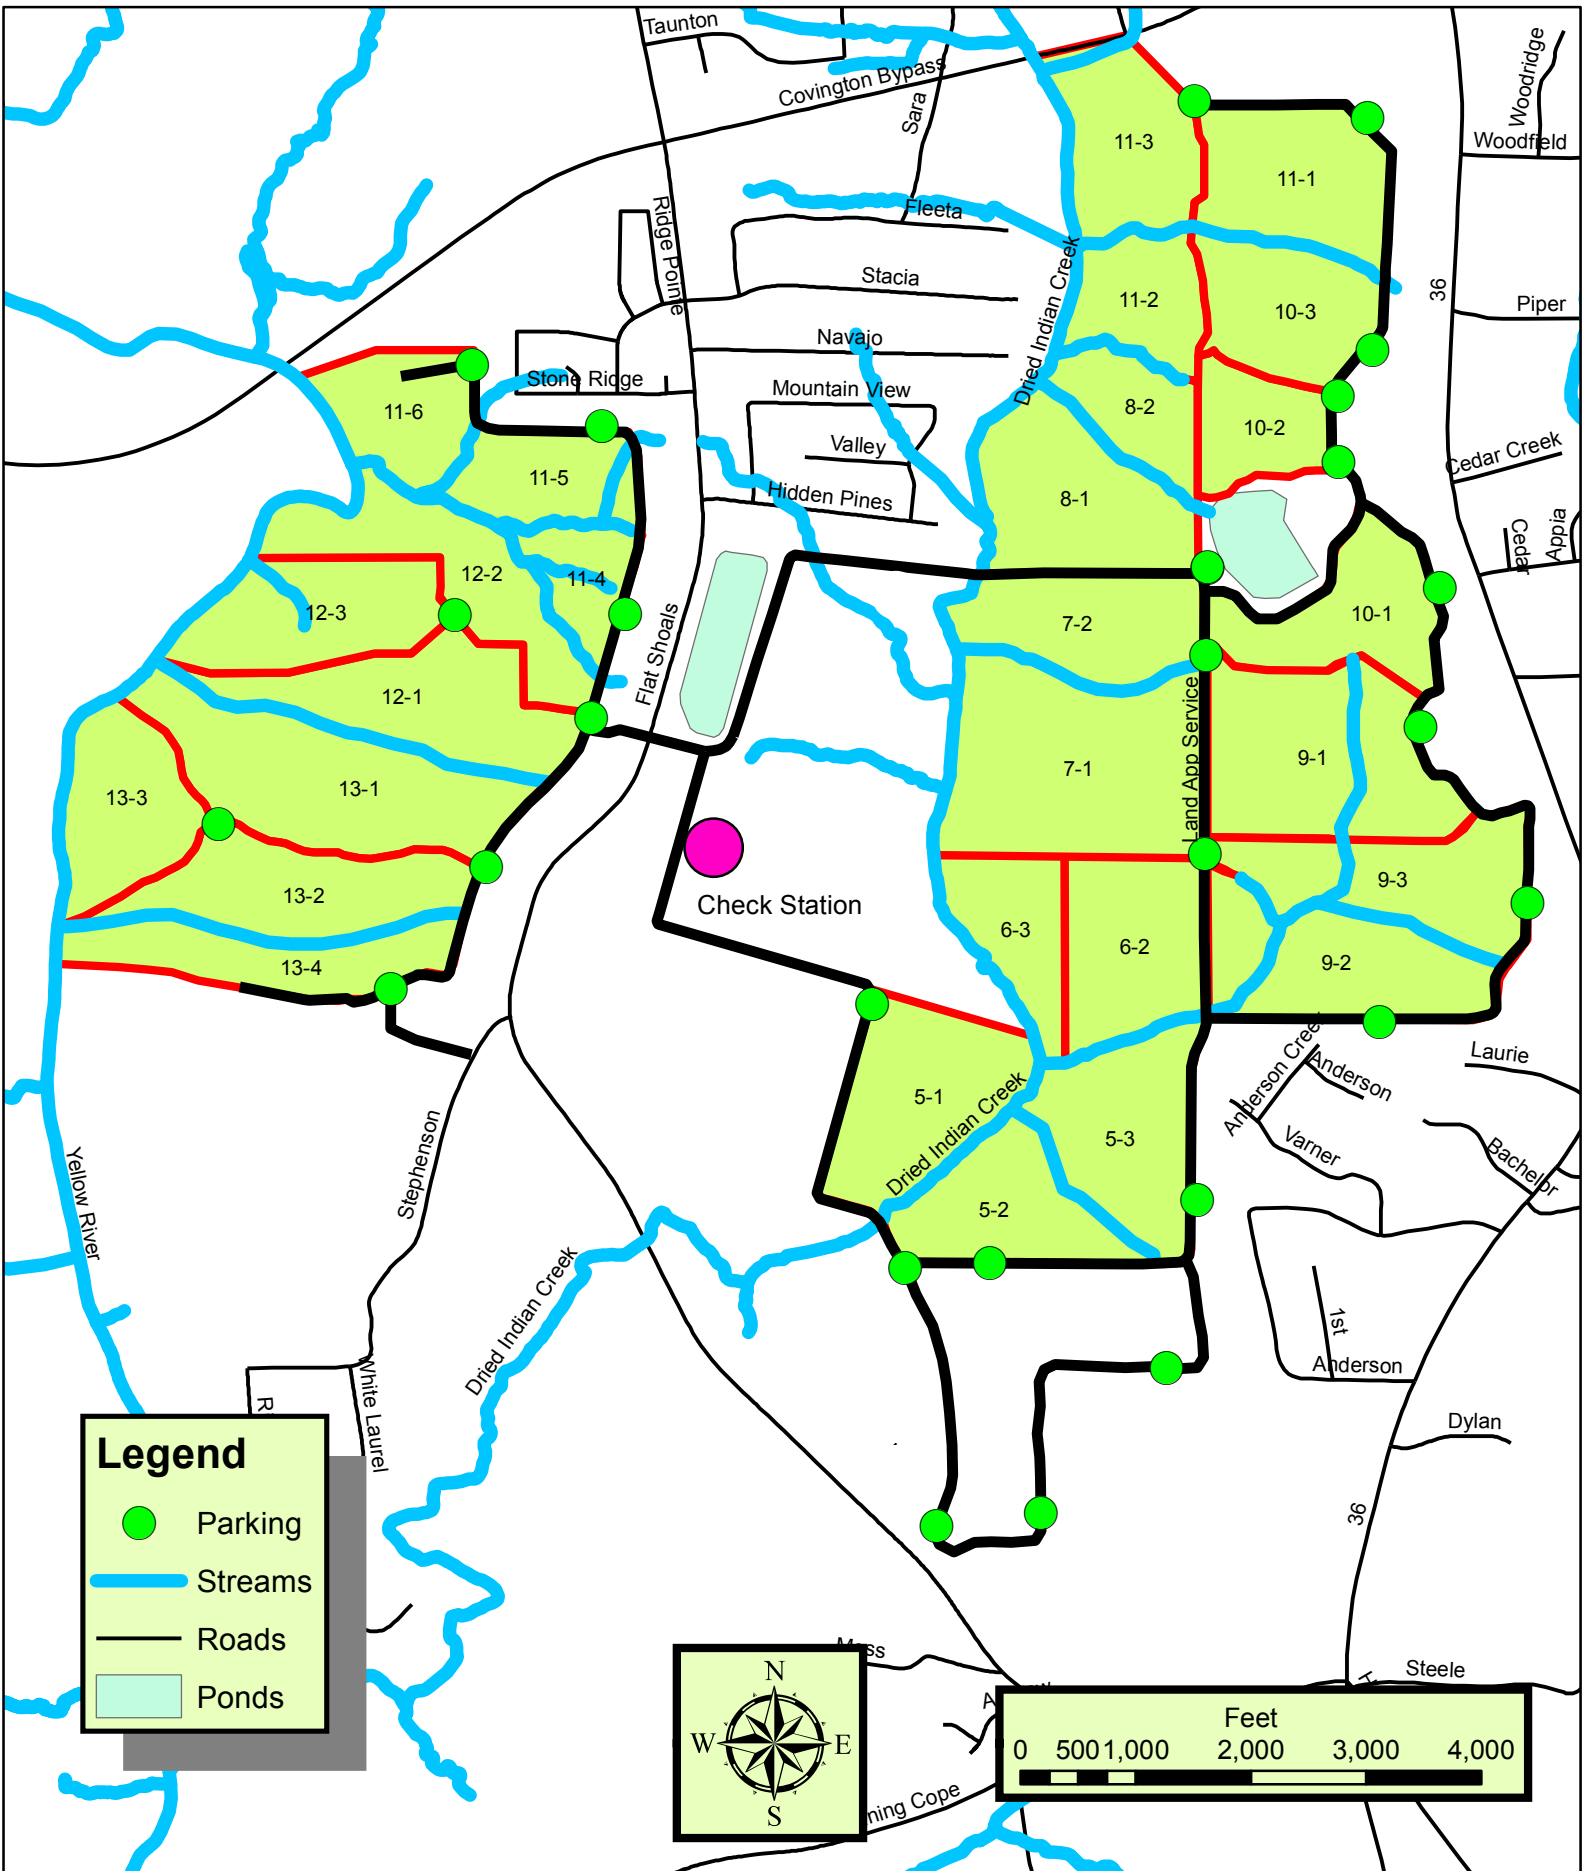 Taunton
Covington Bypass
Sara
Woodridge
Woodfield
11-3
11-1
Ridge Pointe
Fleeta
Dried Indian Creek
Stacia
36
11-2
10-3
Piper
Navajo
Stone Ridge
Mountain View
11-6
8-2
10-2
Valley
Cedar Creek
11-5
Hidden Pines
8-1
Cedar
Appia
12-2
11-4
12-3
Flat Shoals
7-2
10-1
12-1
Land App Service
13-3
13-1
7-1
9-1
13-2
Check Station
9-3
6-3
6-2
13-4
9-2
Anderson Creek
Anderson
Laurie
5-1
Dried Indian Creek
5-3
Varner
Bachelor
Yellow River
Stephenson
5-2
Dried Indian Creek
1st
Anderson
White Laurel
R
Dylan
36
Legend
Parking
Streams
Roads
Ponds
Steele
H
N
W
E
S
Feet
0 500 1,000 2,000 3,000 4,000
ning Cope